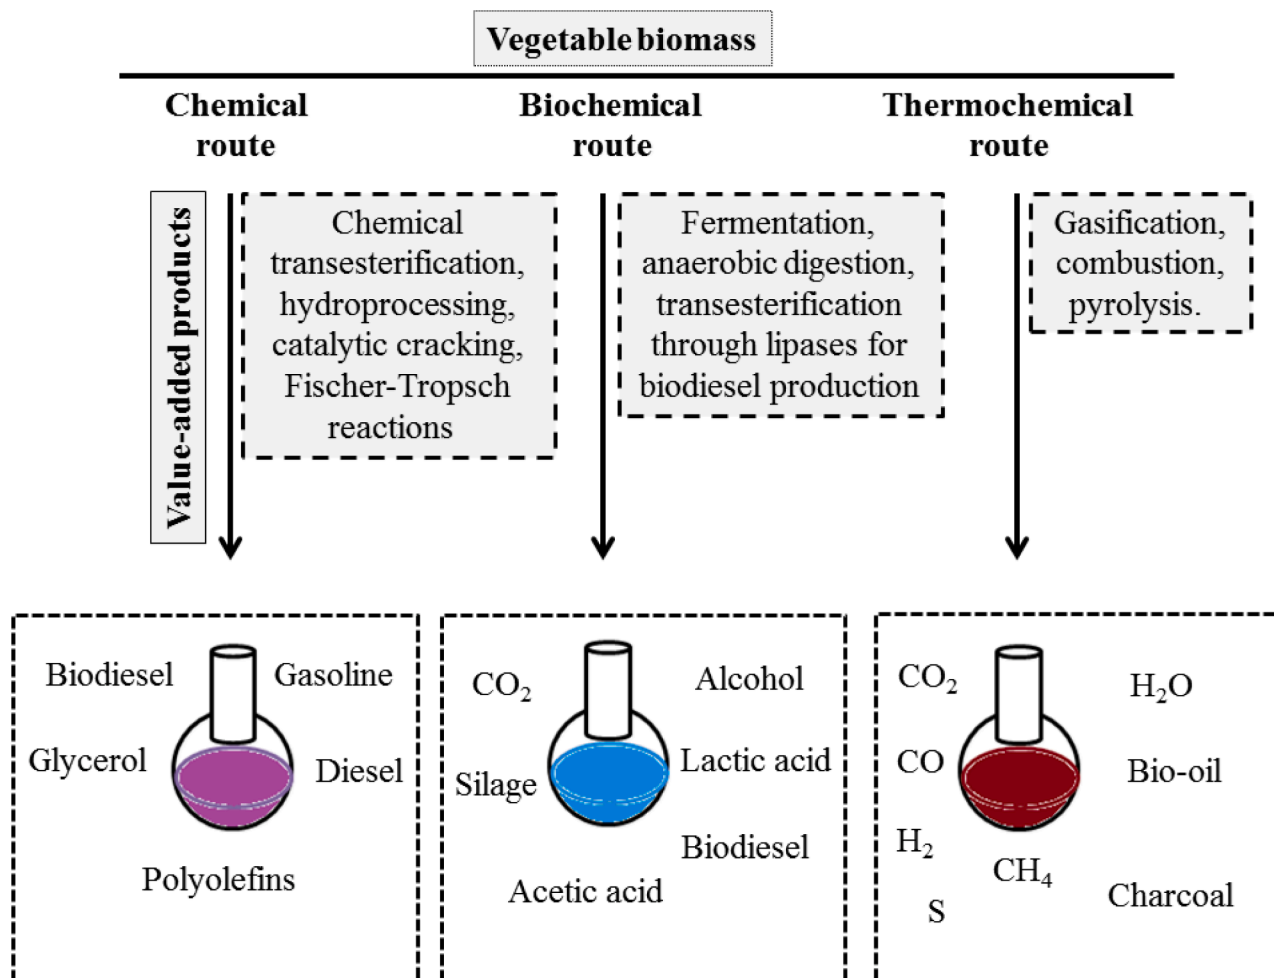 Vegetable biomass
Chemical
route
Biochemical
route
Thermochemical
route
Value-added products
Chemical
transesterification,
hydroprocessing,
catalytic cracking,
Fischer-Tropsch
reactions
Fermentation,
anaerobic digestion,
transesterification
through lipases for
biodiesel production
Gasification,
combustion,
pyrolysis.
Biodiesel
Gasoline
Glycerol
Diesel
Polyolefins
CO₂
Alcohol
Silage
Lactic acid
Biodiesel
Acetic acid
CO₂
H₂O
CO
Bio-oil
H₂
CH₄
Charcoal
S